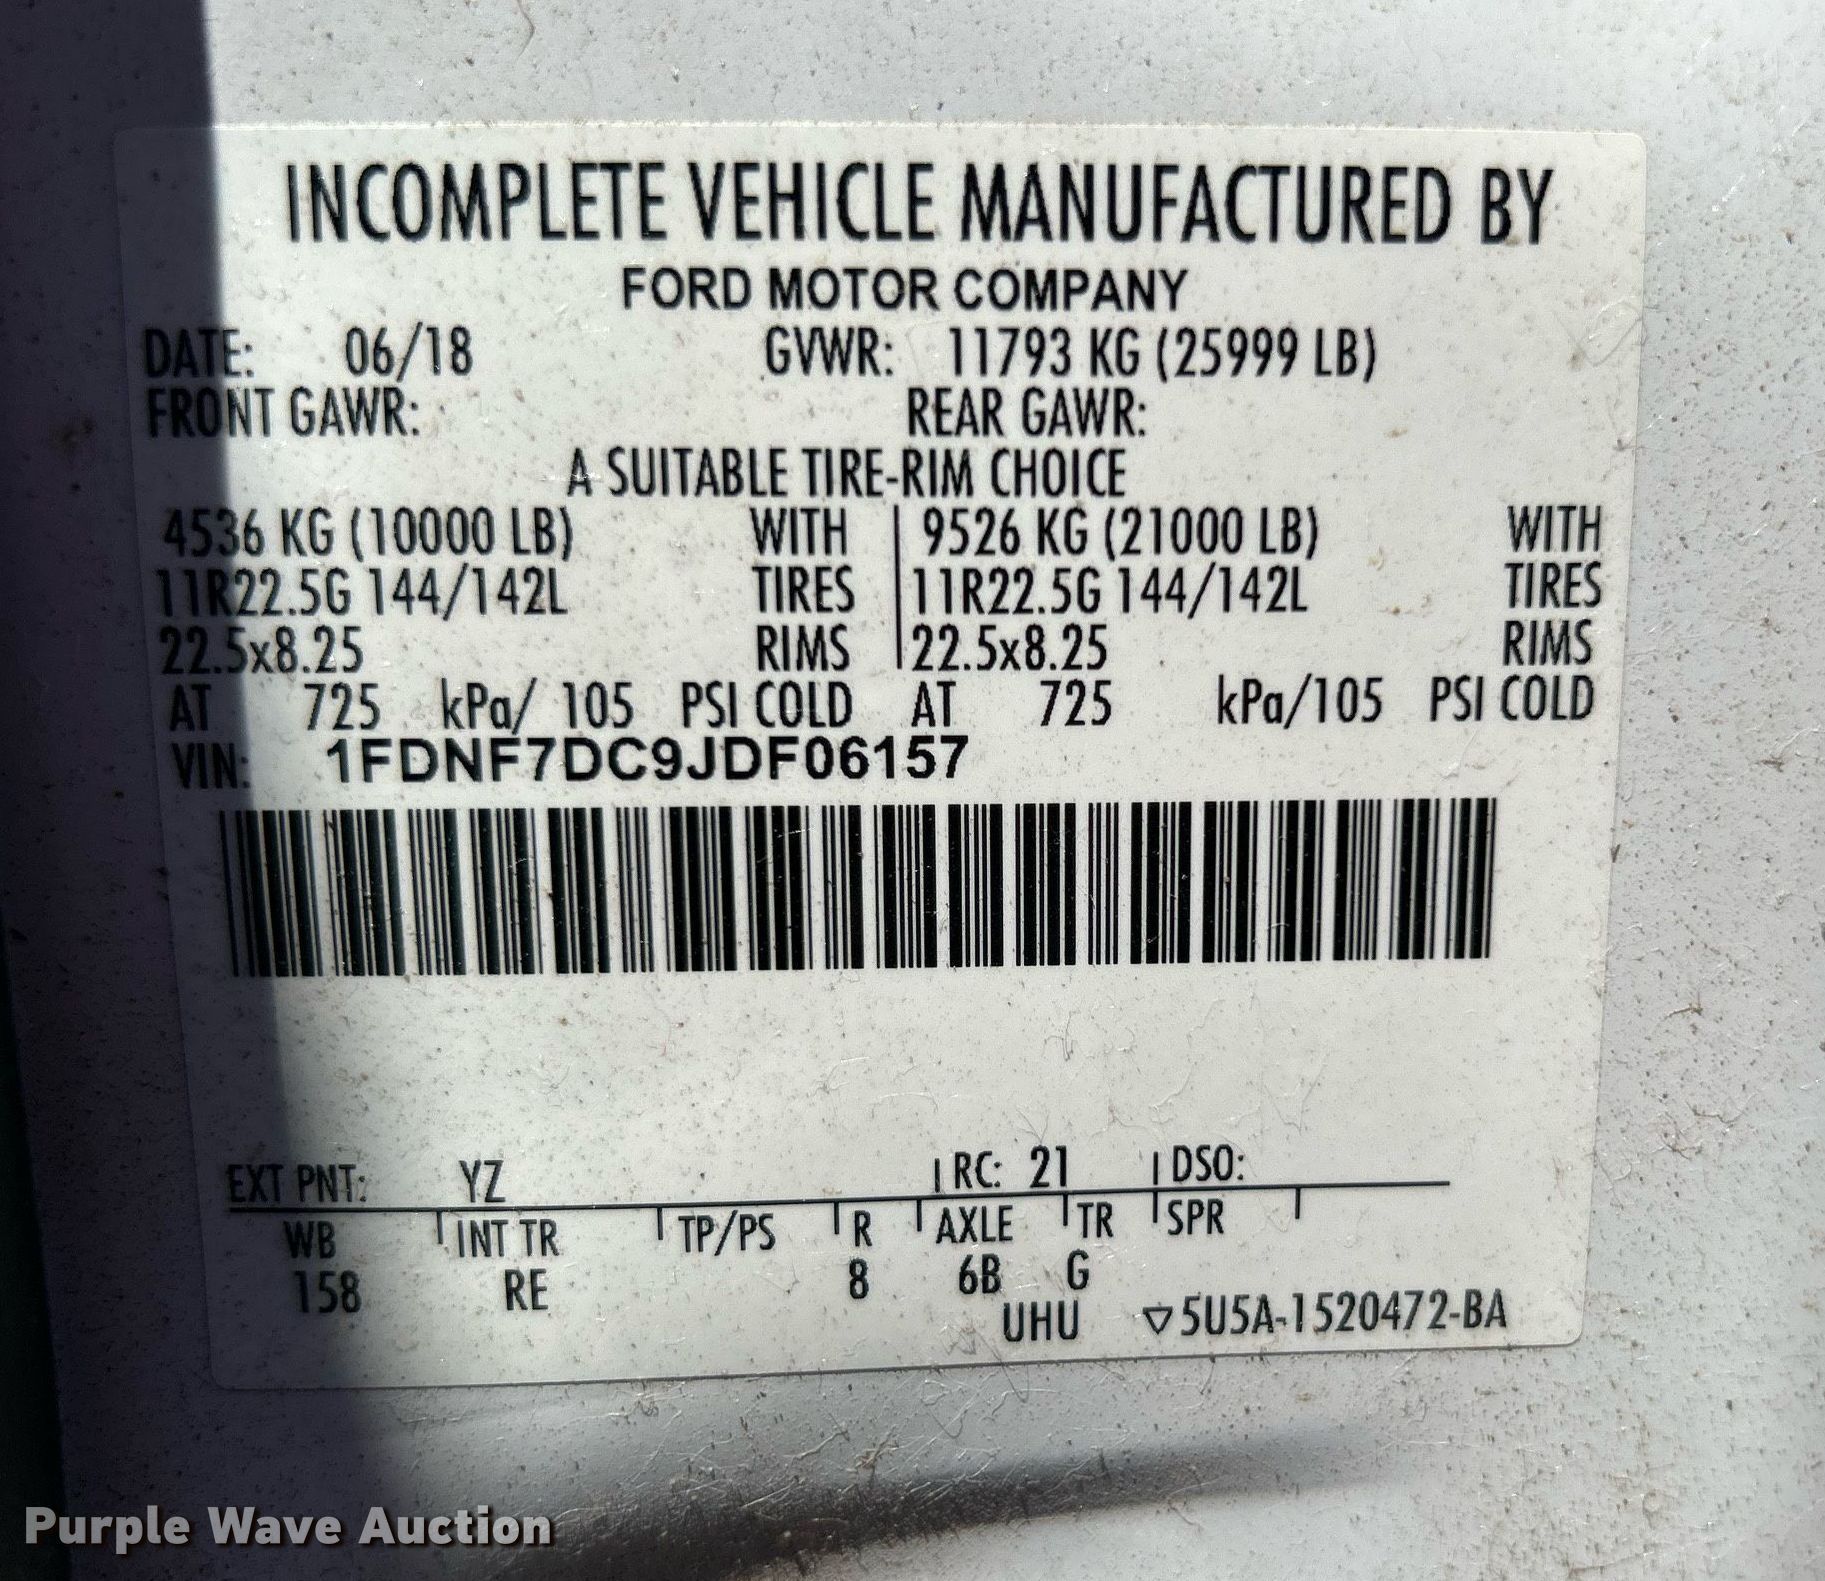 INCOMPLETE VEHICLE MANUFACTURED BY
FORD MOTOR COMPANY
DATE: 06/18 GVWR: 11793 KG (25999 LB)
FRONT GAWR: REAR GAWR:
A SUITABLE TIRE-RIM CHOICE
4536 KG (10000 LB) WITH 9526 KG (21000 LB) WITH
11R22.5G 144/142L TIRES 11R22.5G 144/142L TIRES
22.5x8.25 RIMS 22.5x8.25 RIMS
AT 725 kPa/ 105 PSI COLD AT 725 kPa/105 PSI COLD
VIN: 1FDNF7DC9JDF06157
EXT PNT: YZ RC: 21 DSO:
WB INT TR TP/PS R AXLE TR SPR
158 RE 8 6B G
UHU ▽5U5A-1520472-BA
Purple Wave Auction